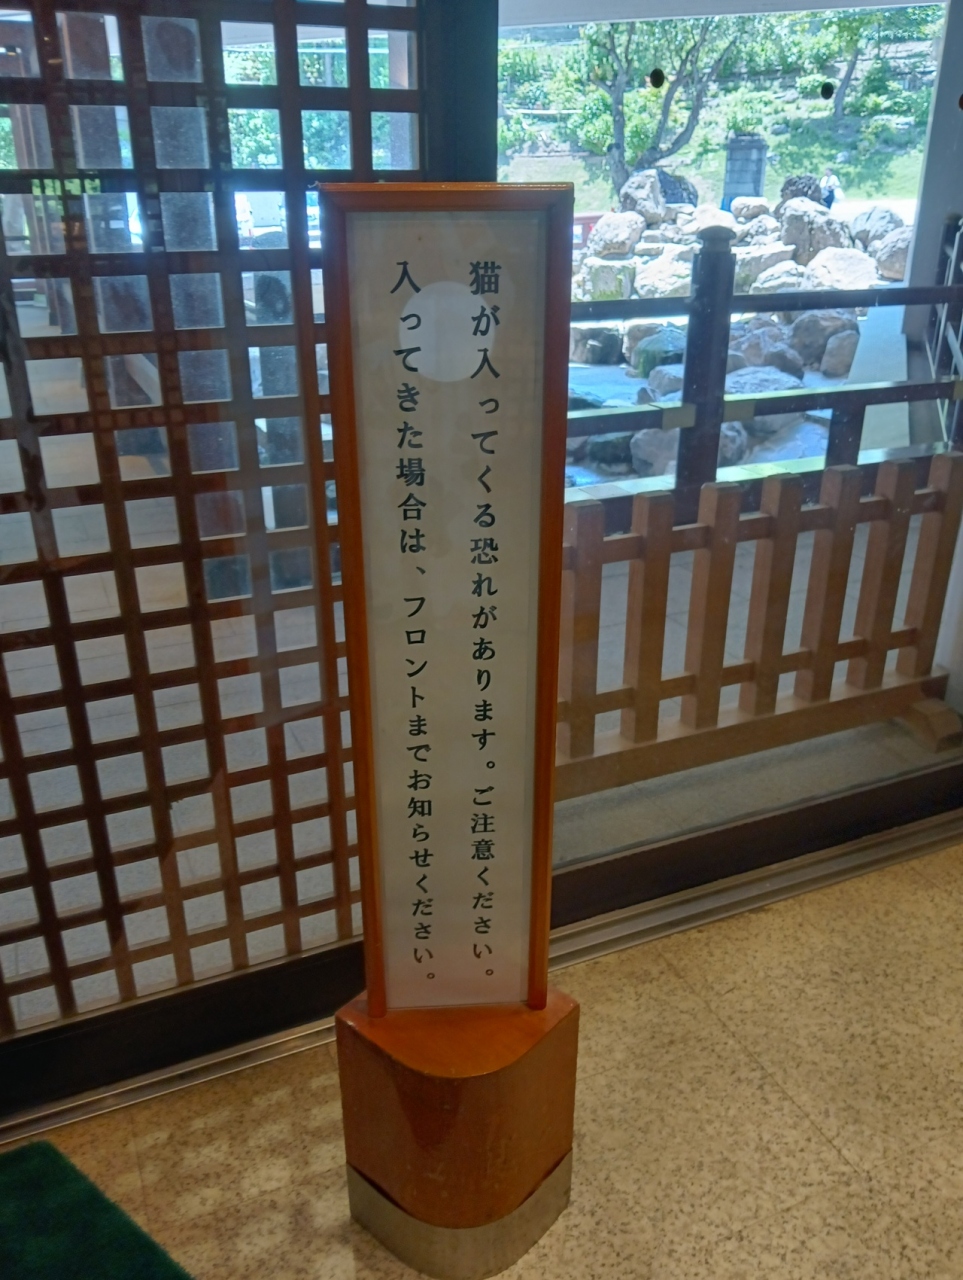 猫が入ってくる恐れがあります。ご注意ください。
入ってきた場合は、フロントまでお知らせください。